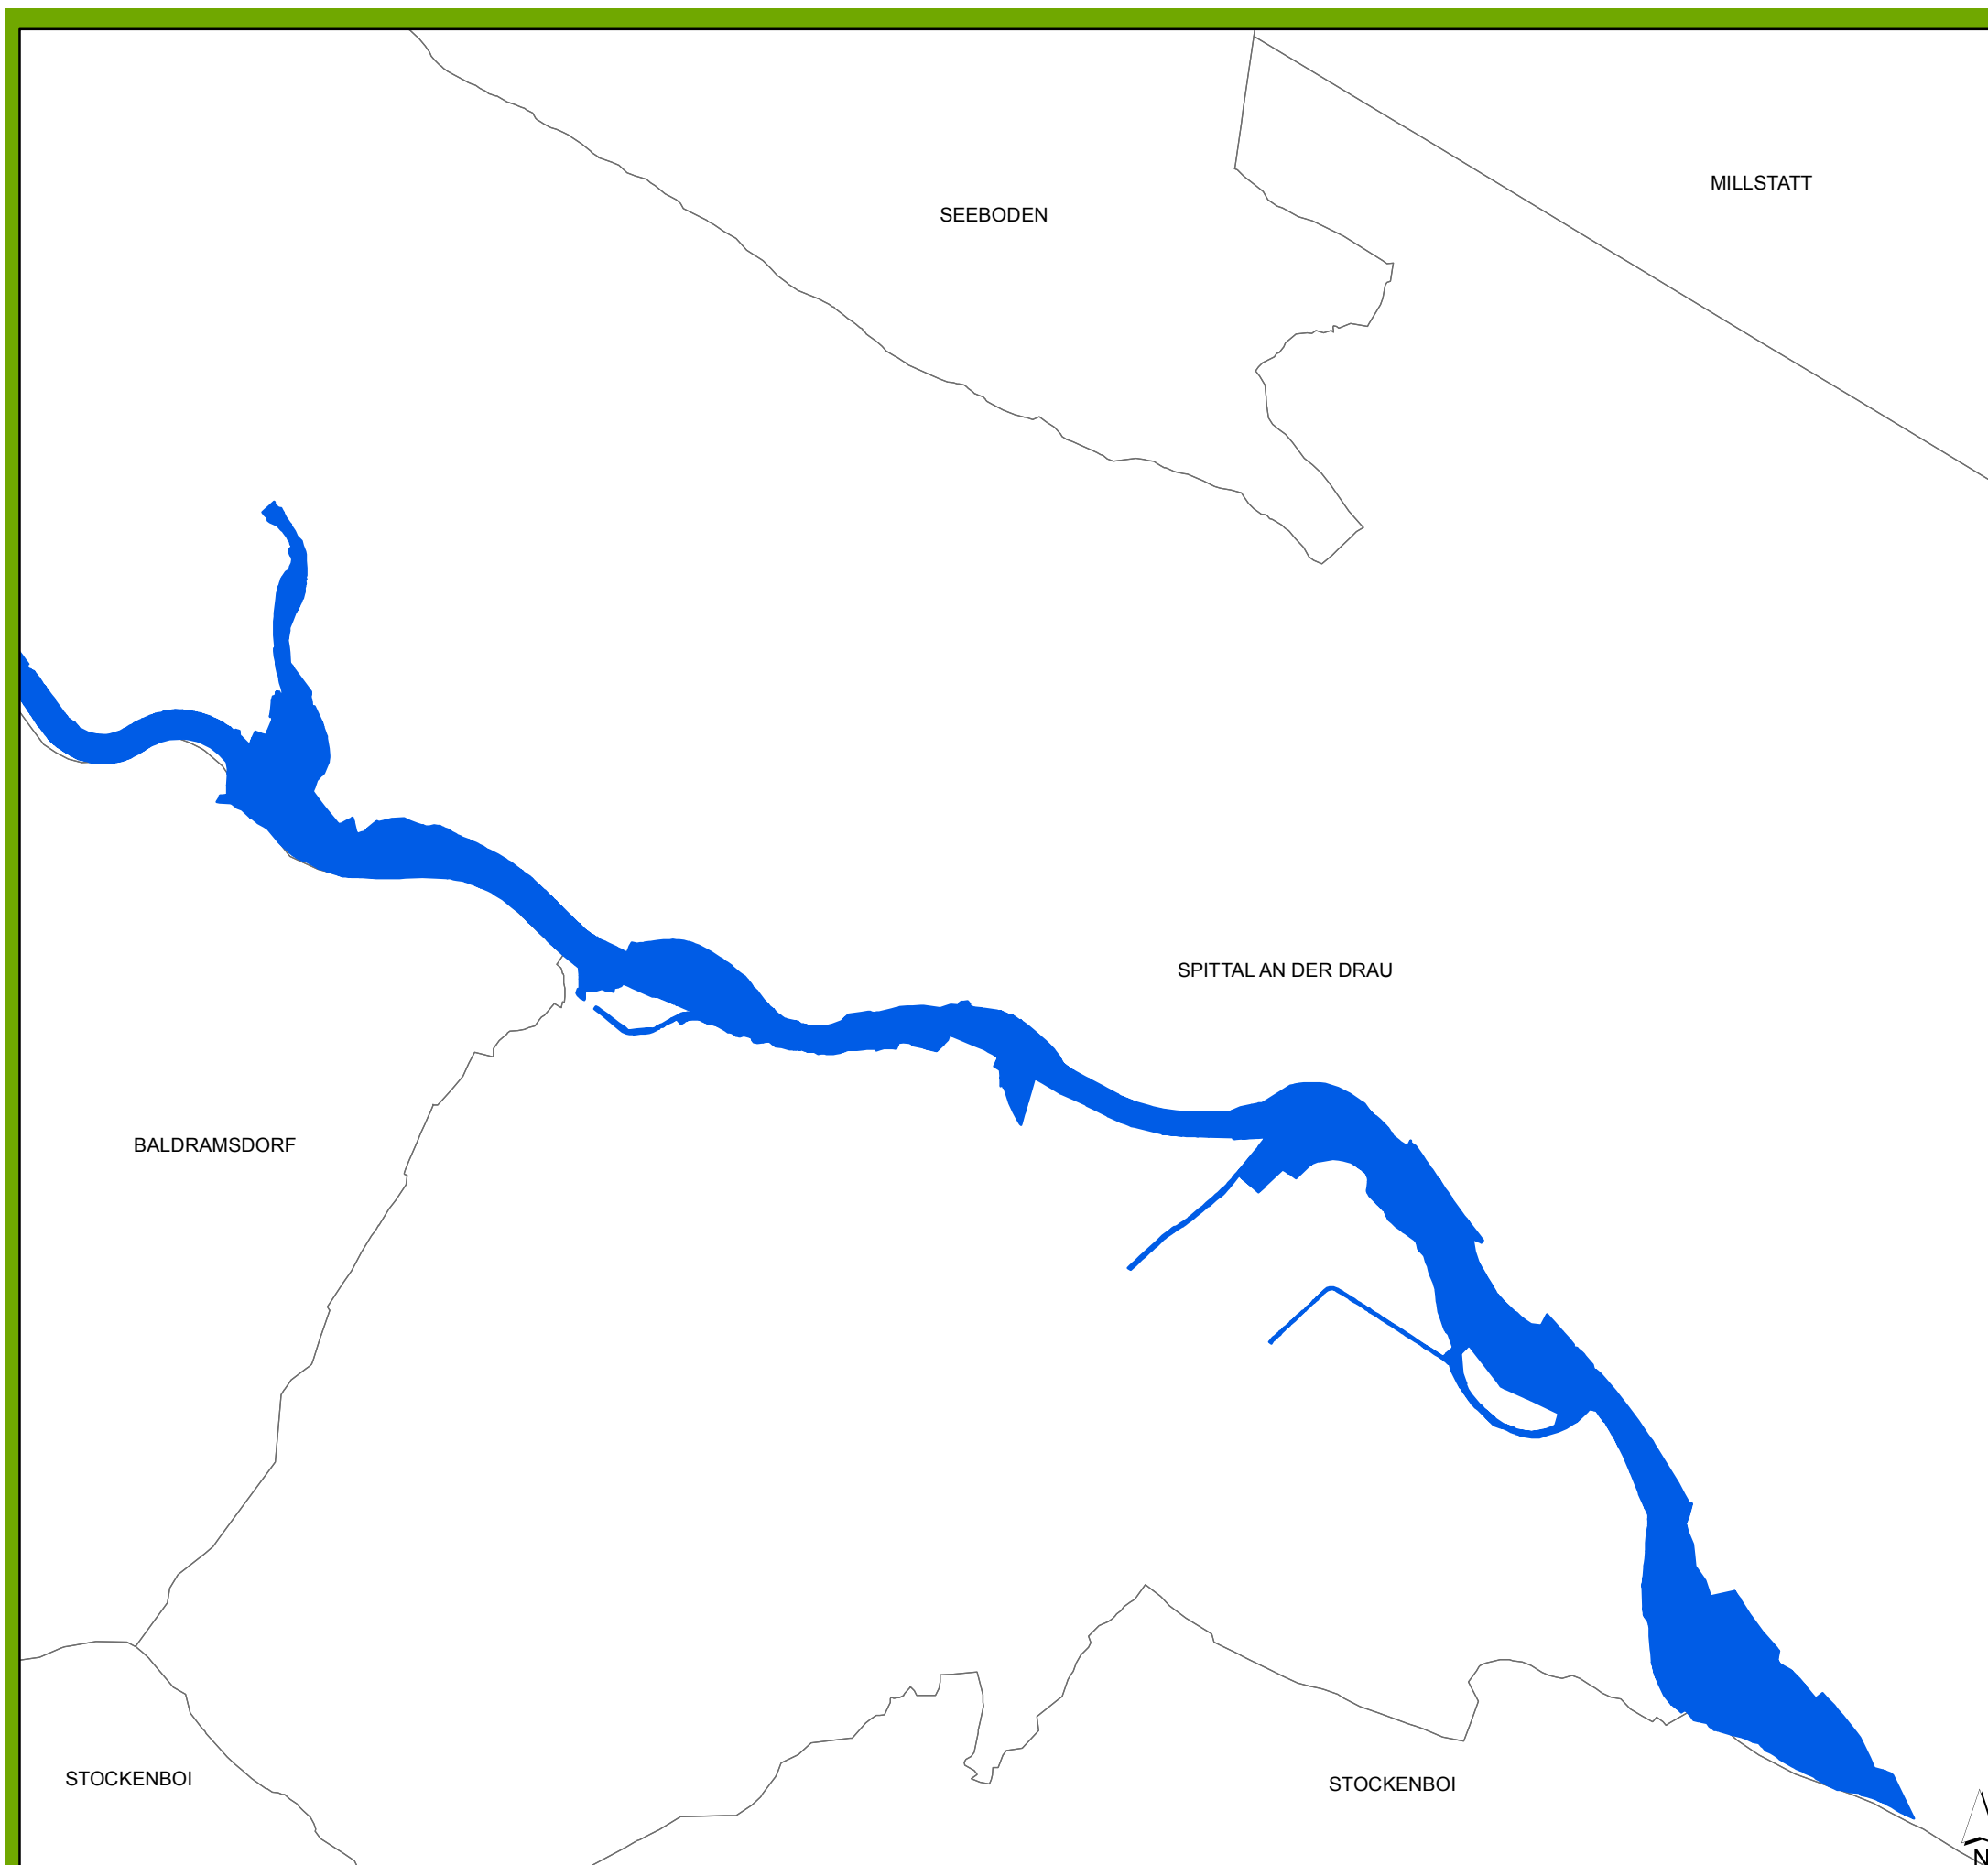 MILLSTATT
SEEBODEN
SPITTAL AN DER DRAU
BALDRAMSDORF
STOCKENBOI
STOCKENBOI
N